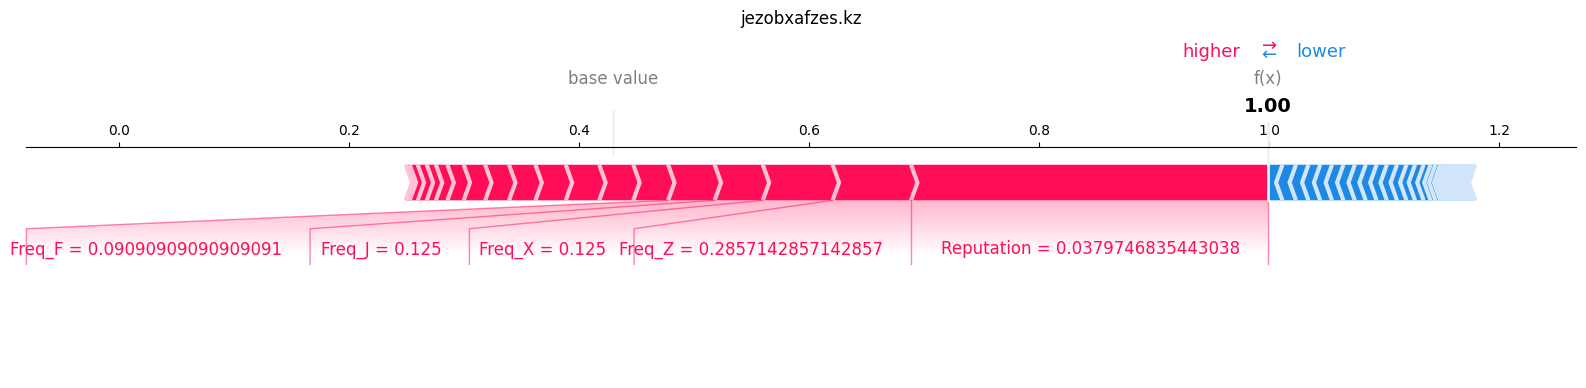 jezobxafzes.kz
higher ⇄ lower
base value
f(x)
1.00
0.0 0.2 0.4 0.6 0.8 1.0 1.2
Freq_F = 0.09090909090909091 Freq_J = 0.125 Freq_X = 0.125 Freq_Z = 0.2857142857142857 Reputation = 0.0379746835443038